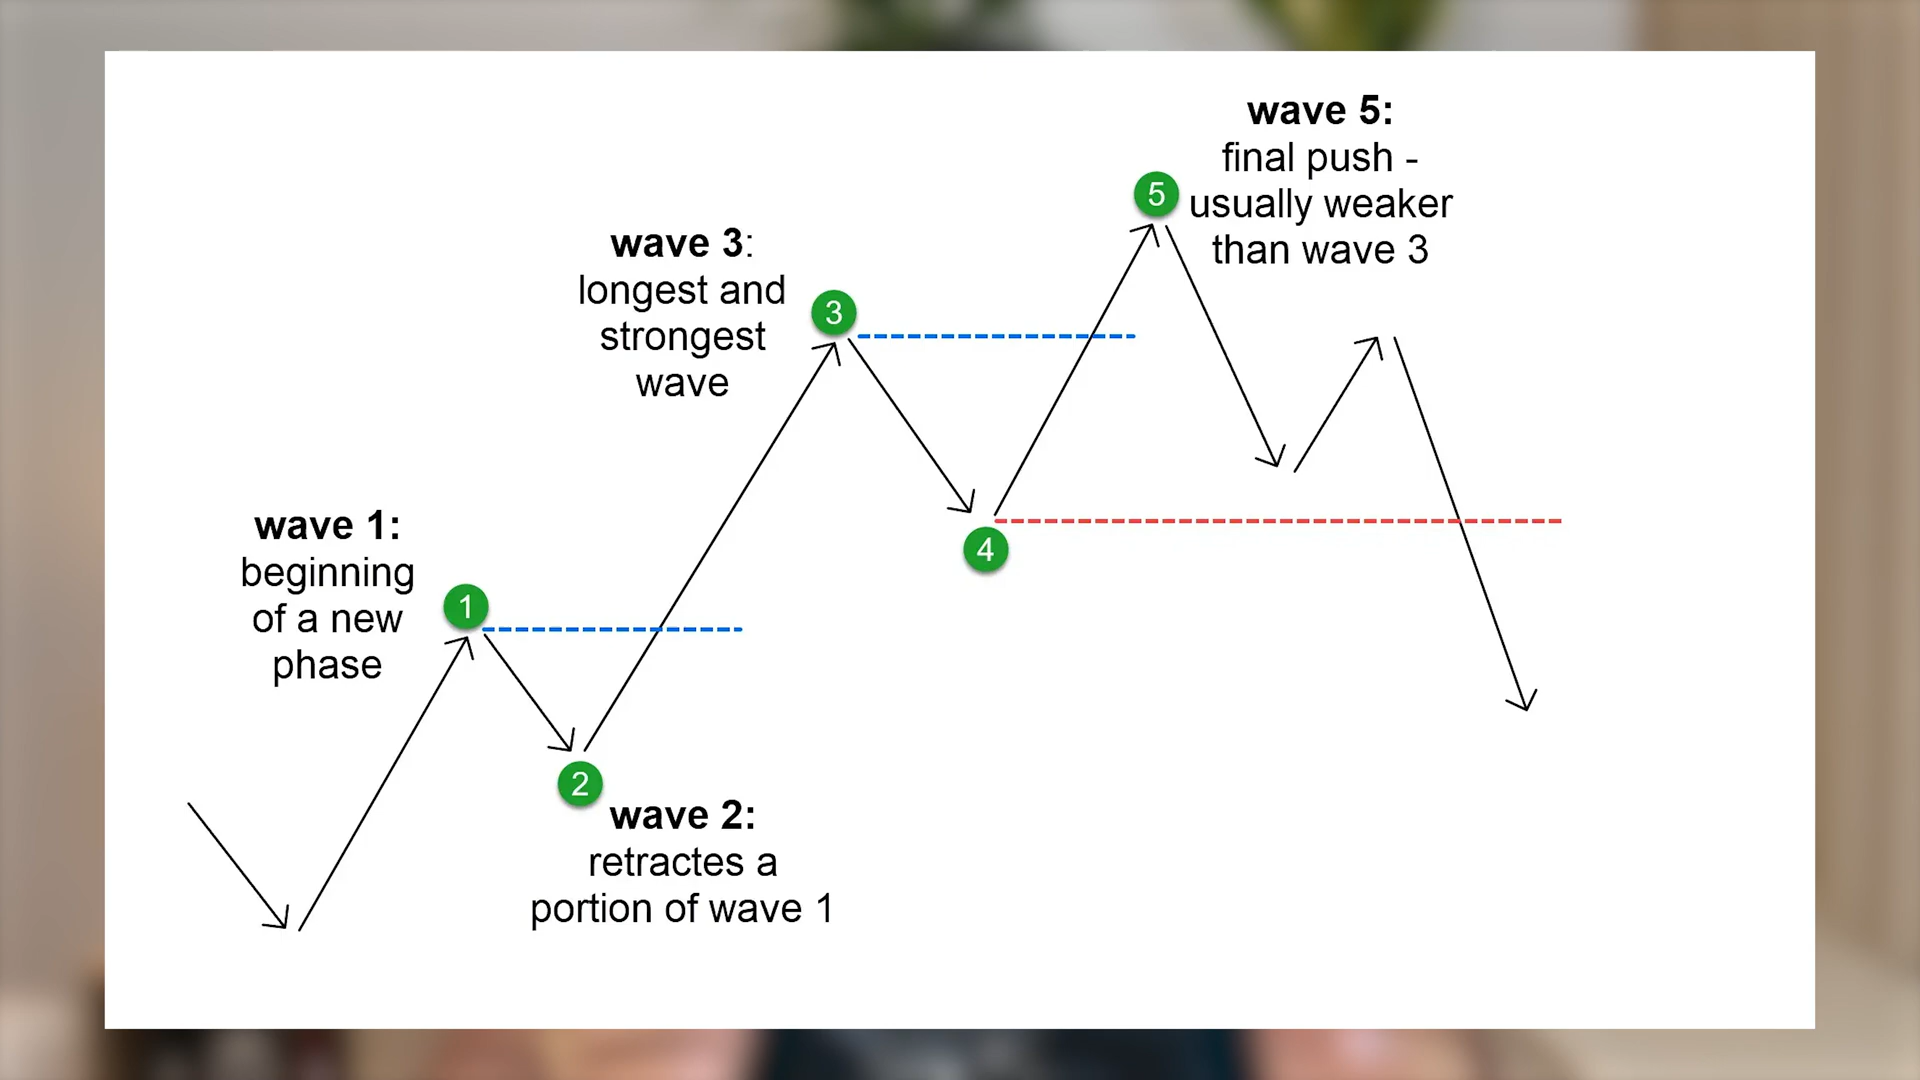 wave 5:
final push -
usually weaker
than wave 3
5
wave 3:
longest and
strongest
wave
3
4
wave 1:
beginning
of a new
phase
1
2
wave 2:
retractes a
portion of wave 1